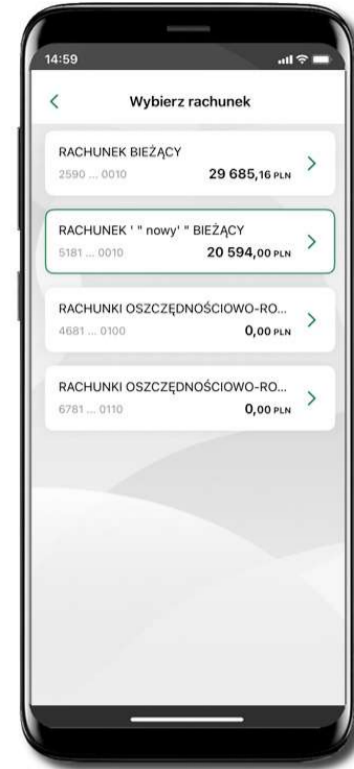 14:59
Wybierz rachunek
RACHUNEK BIEŻĄCY
2590 ... 0010 29 685,16 PLN
RACHUNEK ' " nowy' " BIEŻĄCY
5181 ... 0010 20 594,00 PLN
RACHUNKI OSZCZĘDNOŚCIOWO-RO...
4681 ... 0100 0,00 PLN
RACHUNKI OSZCZĘDNOŚCIOWO-RO...
6781 ... 0110 0,00 PLN